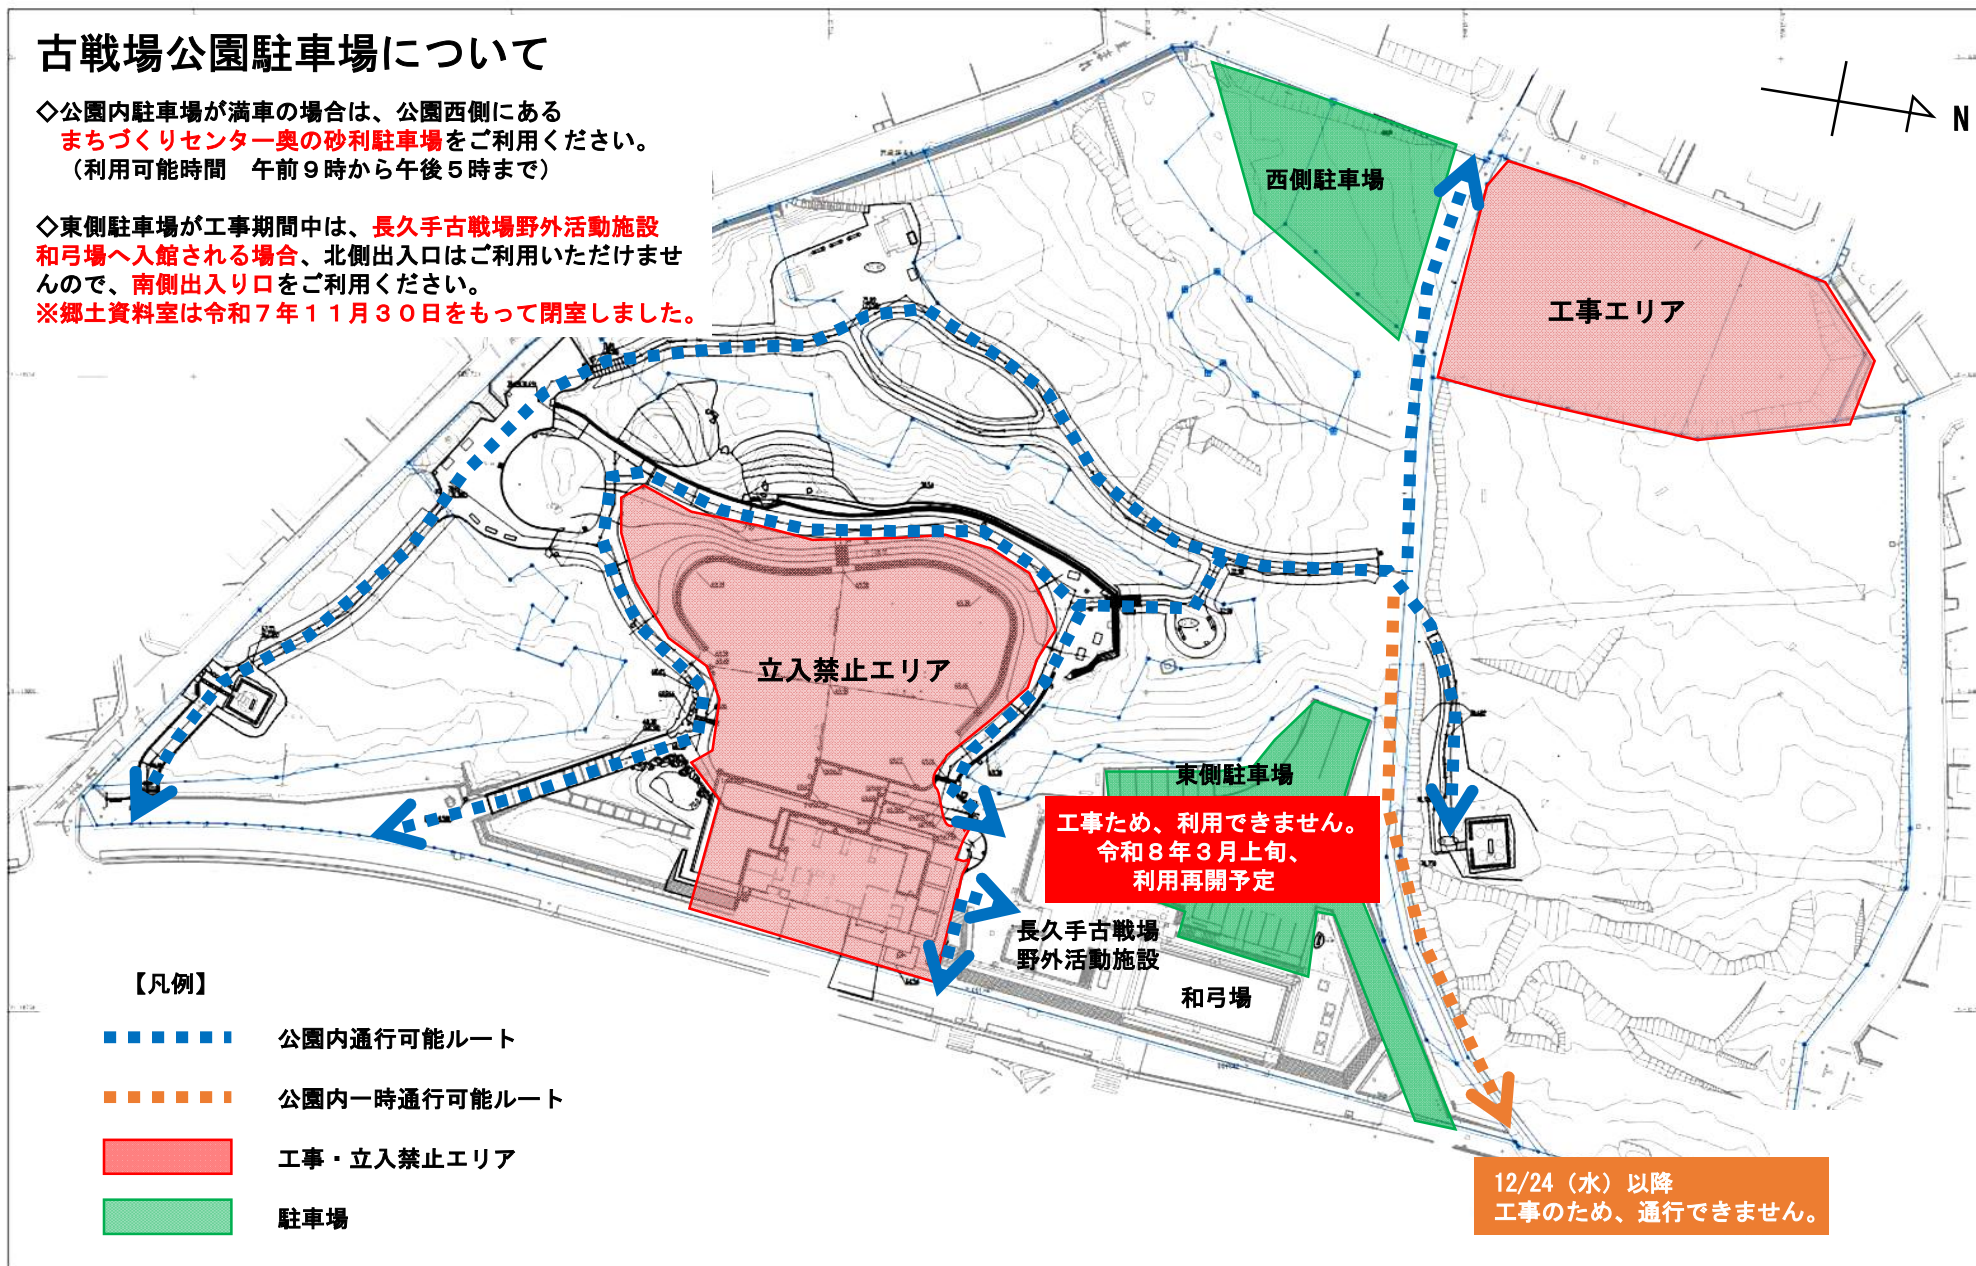 古戦場公園駐車場について
◇公園内駐車場が満車の場合は、公園西側にある
まちづくりセンター奥の砂利駐車場をご利用ください。
（利用可能時間　午前９時から午後５時まで）
◇東側駐車場が工事期間中は、長久手古戦場野外活動施設
和弓場へ入館される場合、北側出入口はご利用いただけませ
んので、南側出入り口をご利用ください。
※郷土資料室は令和７年１１月３０日をもって閉室しました。
N
西側駐車場
工事エリア
立入禁止エリア
東側駐車場
工事ため、利用できません。
令和８年３月上旬、
利用再開予定
長久手古戦場
野外活動施設
和弓場
【凡例】
公園内通行可能ルート
公園内一時通行可能ルート
工事・立入禁止エリア
駐車場
12/24（水）以降
工事のため、通行できません。